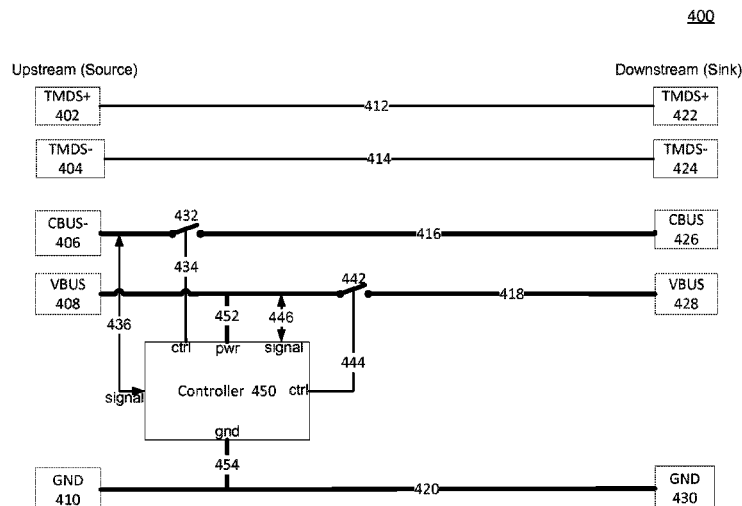 400
Upstream (Source)
Downstream (Sink)
TMDS+
402
412
TMDS+
422
TMDS-
404
414
TMDS-
424
CBUS-
406
432
416
CBUS
426
434
VBUS
408
442
418
VBUS
428
436
452
446
444
ctrl
pwr
signal
signal
Controller 450
ctrl
gnd
454
GND
410
420
GND
430